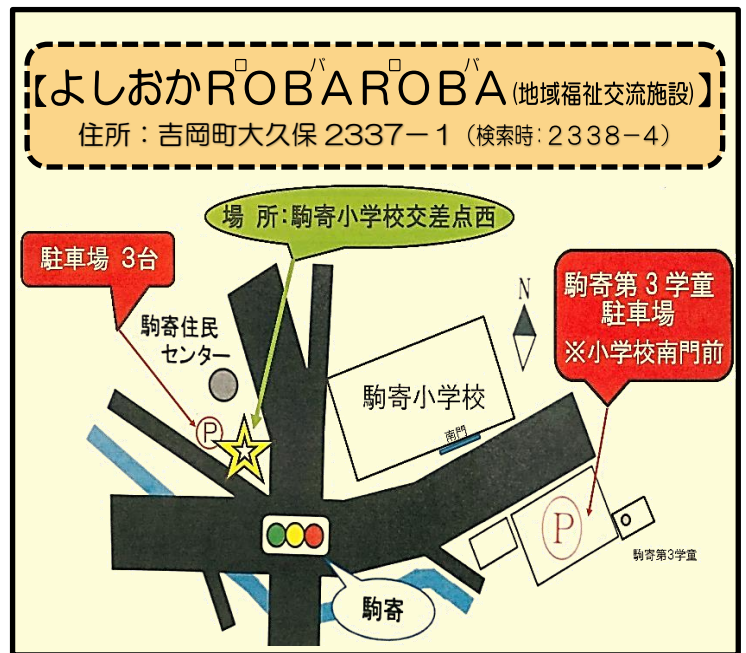 【よしおかROBAROBA(地域福祉交流施設)】
ロ バ ロ バ
住所：吉岡町大久保2337－1（検索時：2338－4）
場 所：駒寄小学校交差点西
駐車場 3台
駒寄第３学童
駐車場
※小学校南門前
N
駒寄住民
センター
駒寄小学校
南門
P
P
駒寄第3学童
駒寄